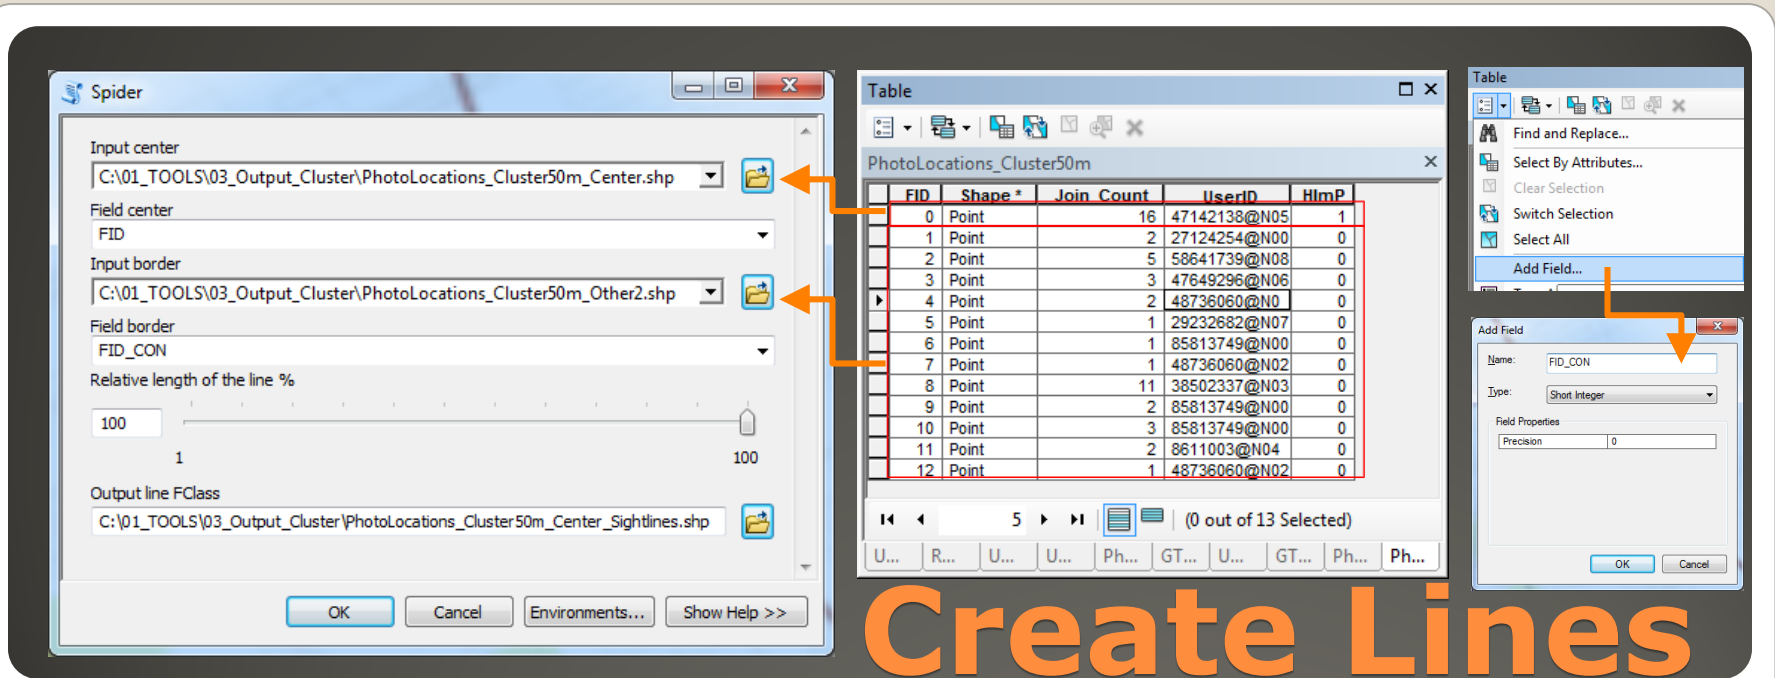 Spider
Input center
C:\01_TOOLS\03_Output_Cluster\PhotoLocations_Cluster50m_Center.shp
Field center
FID
Input border
C:\01_TOOLS\03_Output_Cluster\PhotoLocations_Cluster50m_Other2.shp
Field border
FID_CON
Relative length of the line %
100
1 100
Output line FClass
C:\01_TOOLS\03_Output_Cluster\PhotoLocations_Cluster50m_Center_Sightlines.shp
OK Cancel Environments... Show Help >>
Table
PhotoLocations_Cluster50m
FID Shape * Join_Count UserID HImP
0 Point 16 47142138@N05 1
1 Point 2 27124254@N00 0
2 Point 5 58641739@N08 0
3 Point 3 47649296@N06 0
4 Point 2 48736060@N0 0
5 Point 1 29232682@N07 0
6 Point 1 85813749@N00 0
7 Point 1 48736060@N02 0
8 Point 11 38502337@N03 0
9 Point 2 85813749@N00 0
10 Point 3 85813749@N00 0
11 Point 2 8611003@N04 0
12 Point 1 48736060@N02 0
5 (0 out of 13 Selected)
U... R... U... U... Ph... GT... U... GT... Ph... Ph...
Table
Find and Replace...
Select By Attributes...
Clear Selection
Switch Selection
Select All
Add Field...
Add Field
Name: FID_CON
Type: Short Integer
Field Properties
Precision 0
OK Cancel
Create Lines